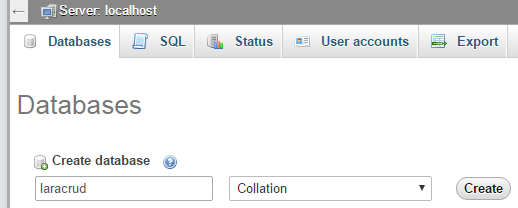 Server: localhost
Databases SQL Status User accounts Export
Databases
Create database
laracrud Collation Create